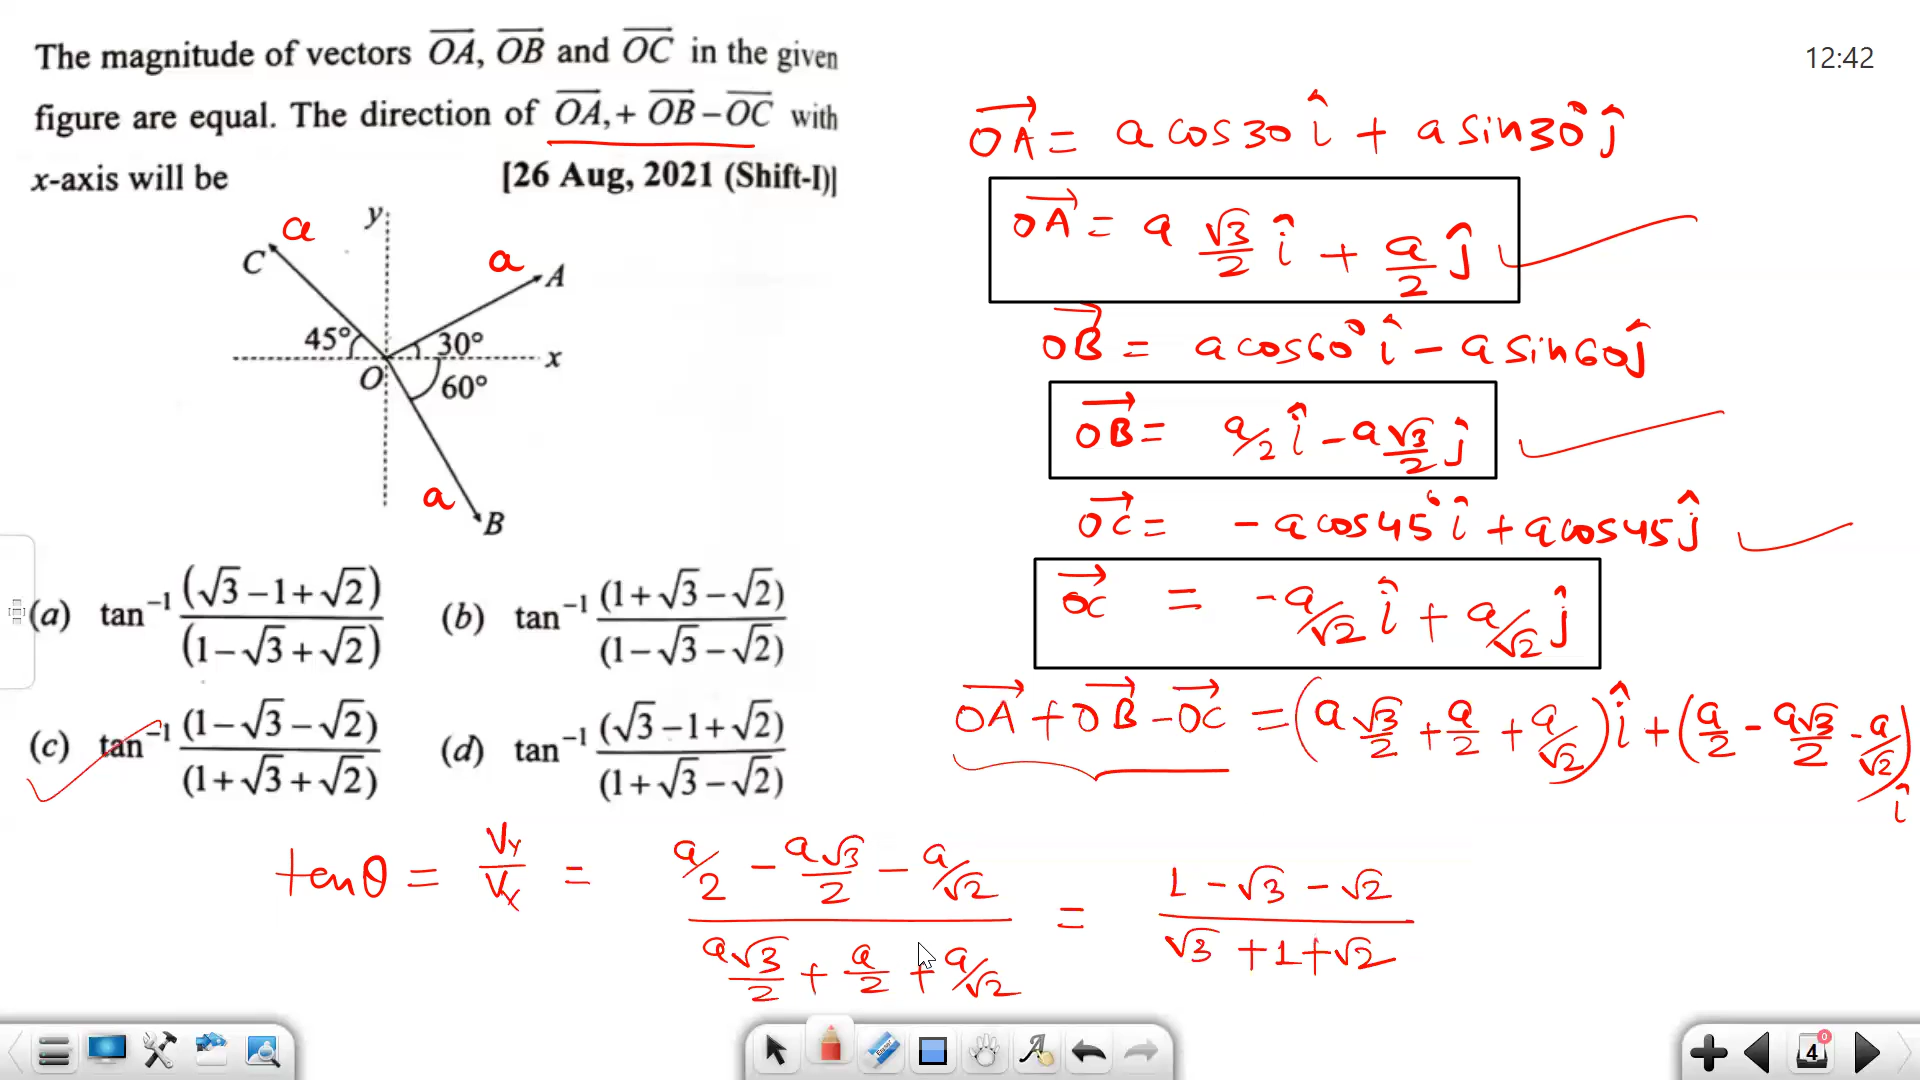 The magnitude of vectors OA, OB and OC in the given
figure are equal. The direction of OA, + OB − OC with
x-axis will be [26 Aug, 2021 (Shift-I)]
12:42
y
C a
a A
45° 30° x
O 60°
a B
(a) tan⁻¹ (√3−1+√2)/(1−√3+√2) (b) tan⁻¹ (1+√3−√2)/(1−√3−√2)
(c) tan⁻¹ (1−√3−√2)/(1+√3+√2) (d) tan⁻¹ (√3−1+√2)/(1+√3−√2)
OA = a cos30 î + a sin30° ĵ
OA = a √3/2 î + a/2 ĵ
OB = a cos60° î − a sin60 ĵ
OB = a/2 î − a√3/2 ĵ
OC = − a cos45° î + a cos45 ĵ
OC = −a/√2 î + a/√2 ĵ
OA + OB − OC = (a √3/2 + a/2 + a/√2) î + (a/2 − a√3/2 − a/√2) î
tanθ = Vy/Vx = (a/2 − a√3/2 − a/√2)/(a√3/2 + a/2 + a/√2) = (1 − √3 − √2)/(√3 + 1 + √2)
4
0